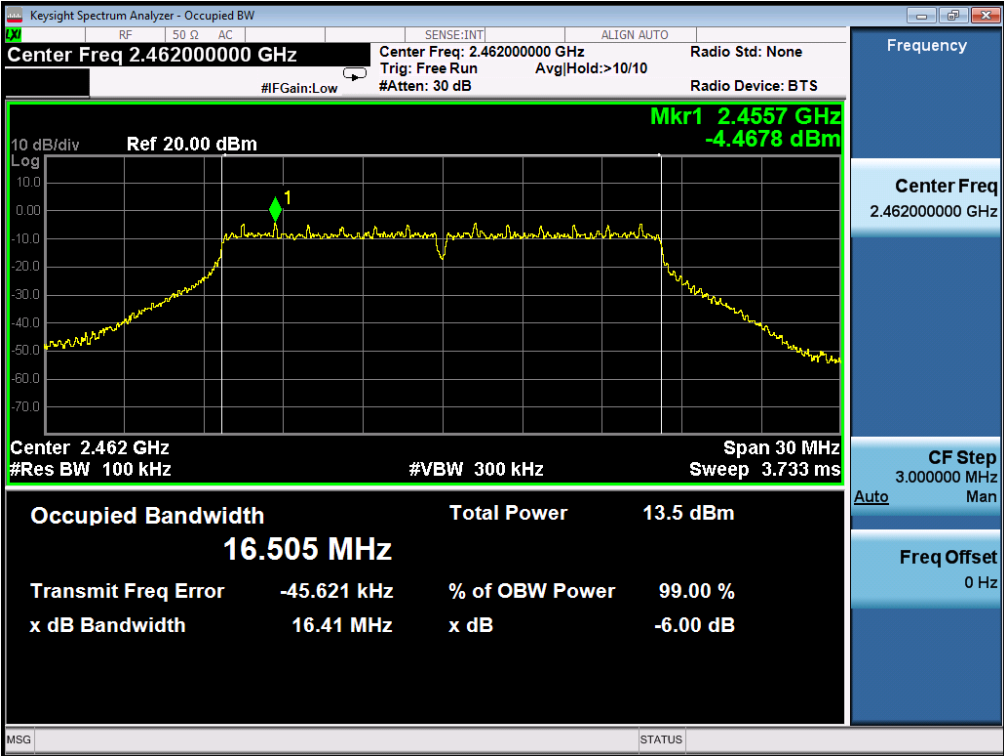 Keysight Spectrum Analyzer - Occupied BW
LXI RF 50 Ω AC SENSE:INT ALIGN AUTO
Center Freq 2.462000000 GHz
Center Freq: 2.462000000 GHz Radio Std: None
Trig: Free Run Avg|Hold:>10/10
#IFGain:Low #Atten: 30 dB Radio Device: BTS
Mkr1 2.4557 GHz
-4.4678 dBm
10 dB/div Ref 20.00 dBm
Log
10.0
0.00
-10.0
-20.0
-30.0
-40.0
-50.0
-60.0
-70.0
1
Center 2.462 GHz Span 30 MHz
#Res BW 100 kHz #VBW 300 kHz Sweep 3.733 ms
Occupied Bandwidth Total Power 13.5 dBm
16.505 MHz
Transmit Freq Error -45.621 kHz % of OBW Power 99.00 %
x dB Bandwidth 16.41 MHz x dB -6.00 dB
Frequency
Center Freq
2.462000000 GHz
CF Step
3.000000 MHz
Auto Man
Freq Offset
0 Hz
MSG STATUS